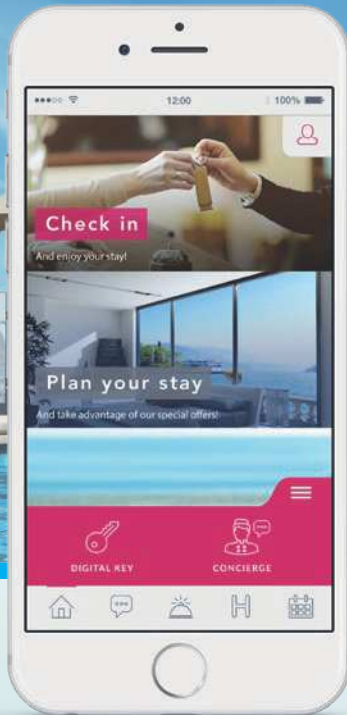 12:00
100%
Check in
And enjoy your stay!
Plan your stay
And take advantage of our special offers!
DIGITAL KEY
CONCIERGE
H